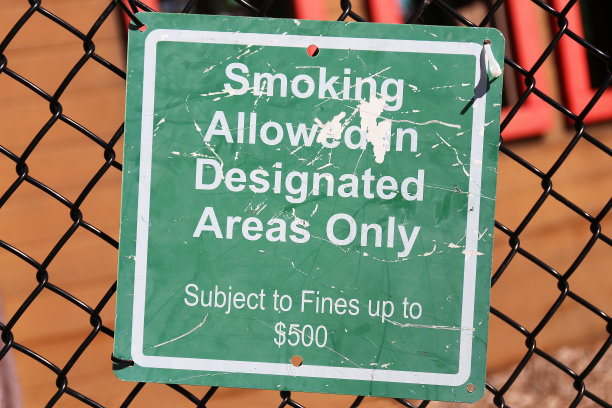 Smoking
Allowed in
Designated
Areas Only
Subject to Fines up to
$500